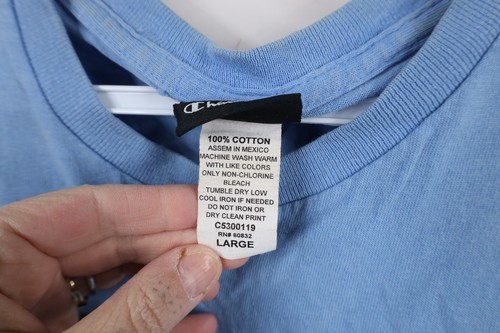 100% COTTON
ASSEM IN MEXICO
MACHINE WASH WARM
WITH LIKE COLORS
ONLY NON-CHLORINE
BLEACH
TUMBLE DRY LOW
COOL IRON IF NEEDED
DO NOT IRON OR
DRY CLEAN PRINT
C5300119
RN# 60832
LARGE